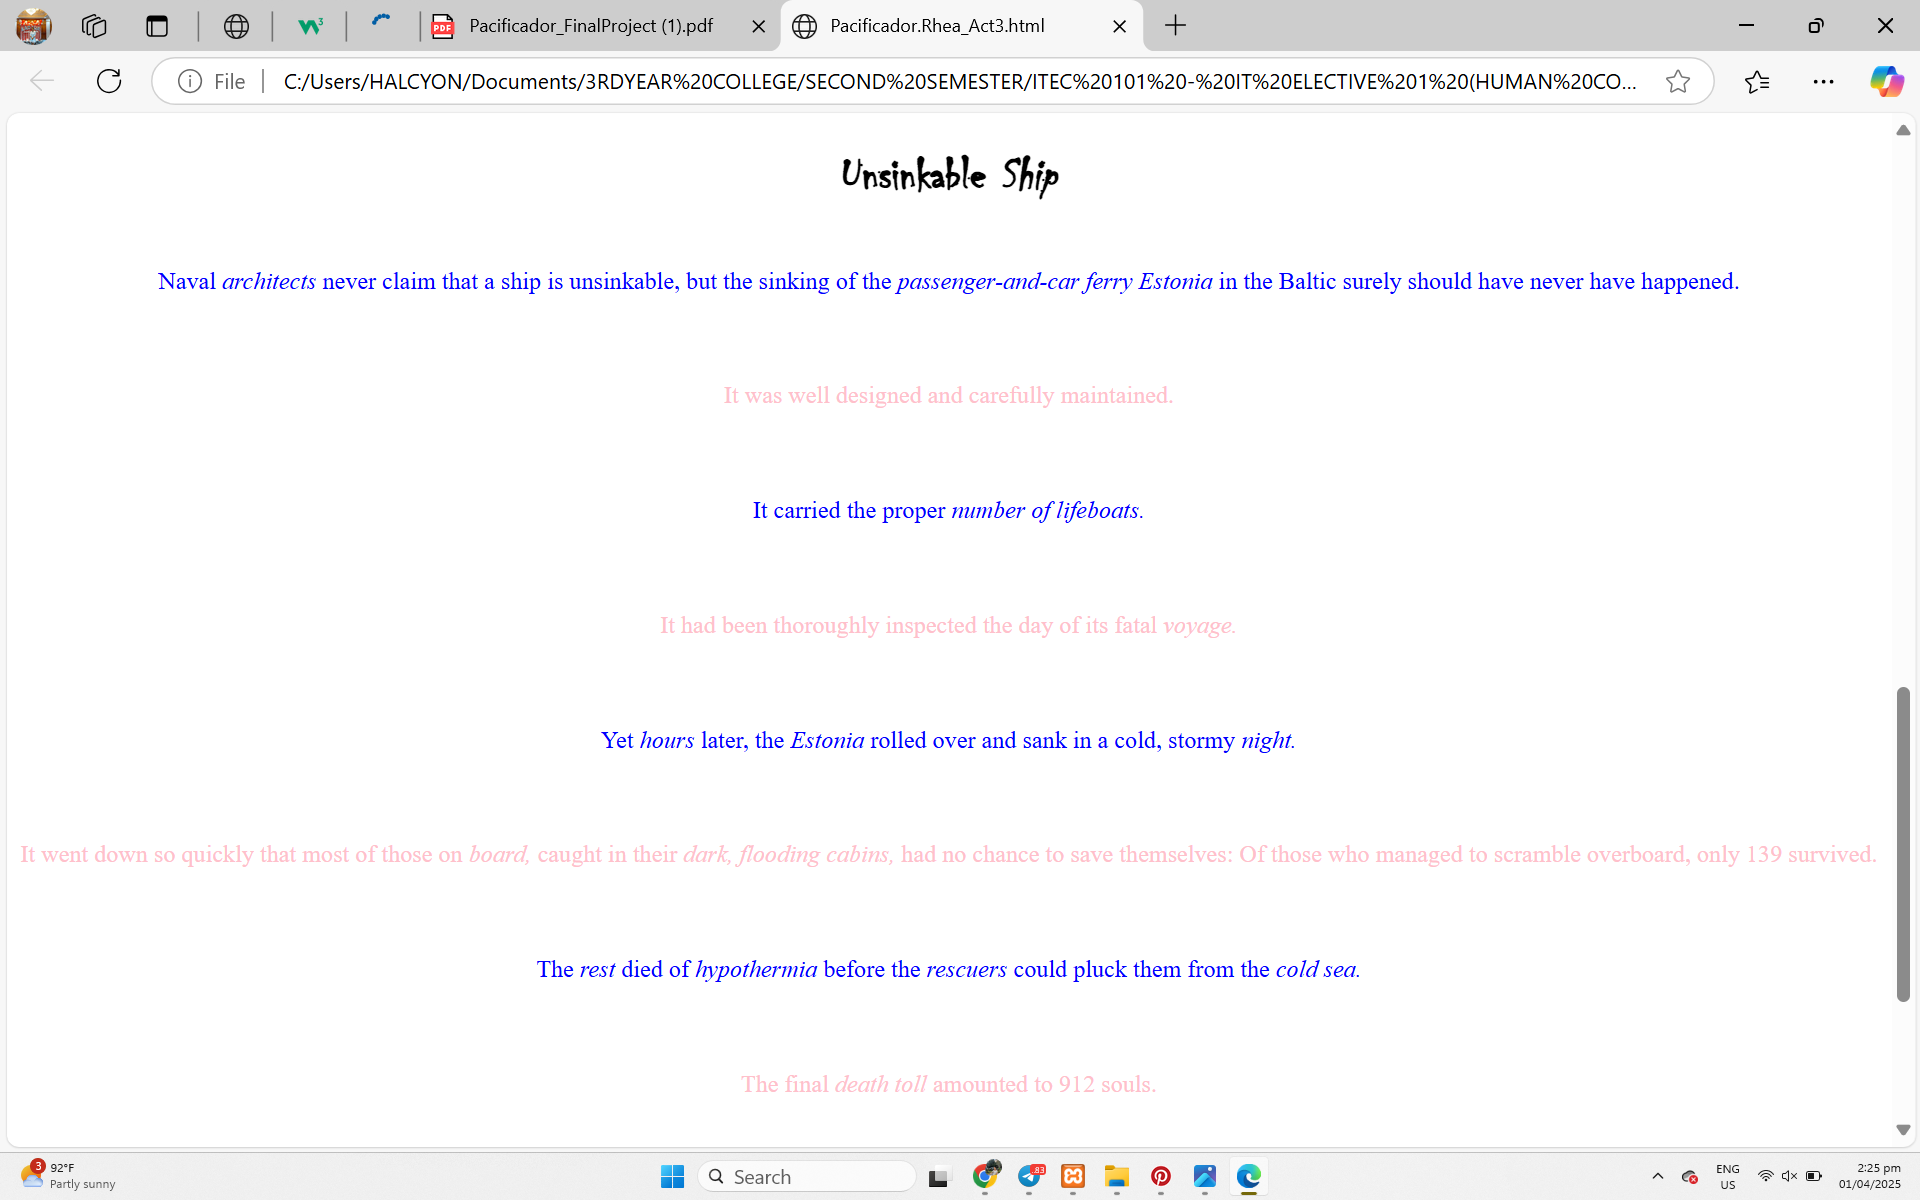 Pacificador_FinalProject (1).pdf
Pacificador.Rhea_Act3.html
File
C:/Users/HALCYON/Documents/3RDYEAR%20COLLEGE/SECOND%20SEMESTER/ITEC%20101%20-%20IT%20ELECTIVE%201%20(HUMAN%20CO...
Unsinkable Ship
Naval architects never claim that a ship is unsinkable, but the sinking of the passenger-and-car ferry Estonia in the Baltic surely should have never have happened.
It was well designed and carefully maintained.
It carried the proper number of lifeboats.
It had been thoroughly inspected the day of its fatal voyage.
Yet hours later, the Estonia rolled over and sank in a cold, stormy night.
It went down so quickly that most of those on board, caught in their dark, flooding cabins, had no chance to save themselves: Of those who managed to scramble overboard, only 139 survived.
The rest died of hypothermia before the rescuers could pluck them from the cold sea.
The final death toll amounted to 912 souls.
3
92°F
Partly sunny
Search
83
ENG
US
2:25 pm
01/04/2025